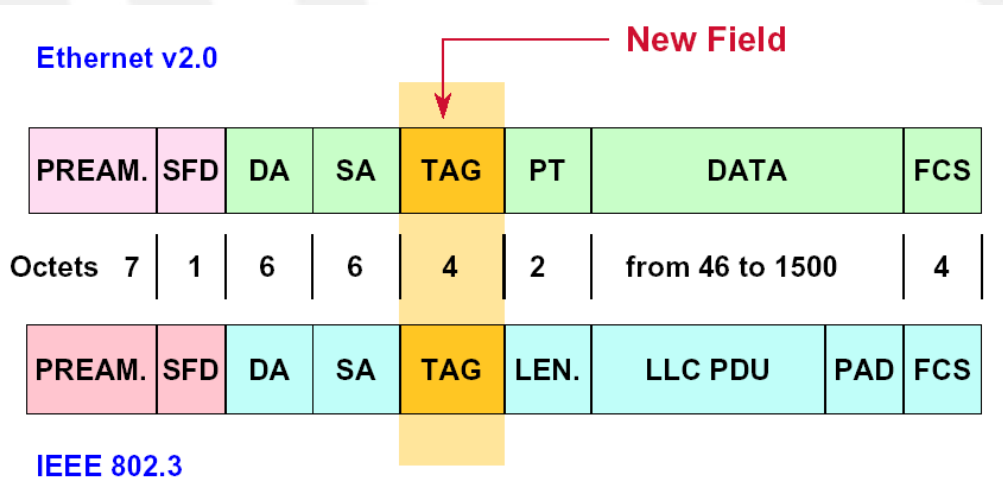 New Field
Ethernet v2.0
PREAM. SFD DA SA TAG PT DATA FCS
Octets 7 1 6 6 4 2 from 46 to 1500 4
PREAM. SFD DA SA TAG LEN. LLC PDU PAD FCS
IEEE 802.3